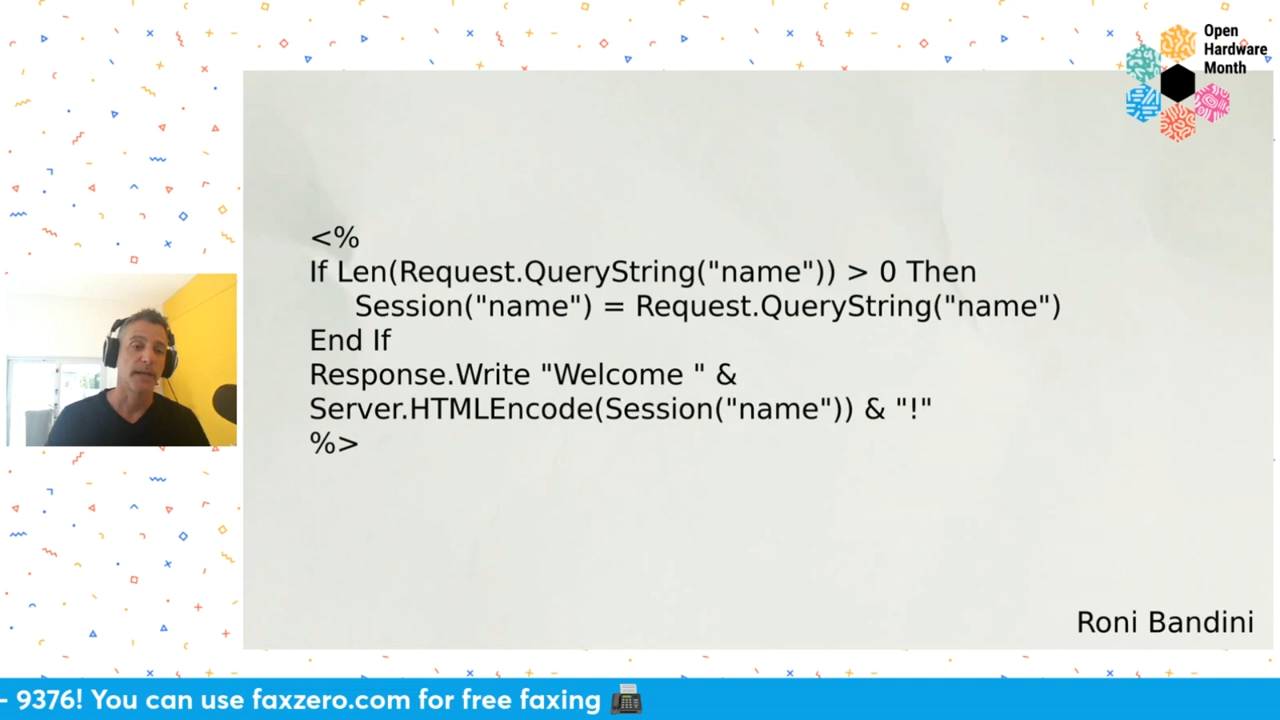 Open
Hardware
Month
<%
If Len(Request.QueryString("name")) > 0 Then
    Session("name") = Request.QueryString("name")
End If
Response.Write "Welcome " &
Server.HTMLEncode(Session("name")) & "!"
%>
Roni Bandini
- 9376! You can use faxzero.com for free faxing 📠